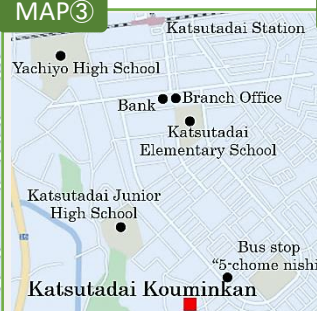 MAP③
Katsutadai Station
Yachiyo High School
Bank
Branch Office
Katsutadai
Elementary School
Katsutadai Junior
High School
Bus stop
“5-chome nishi
Katsutadai Kouminkan